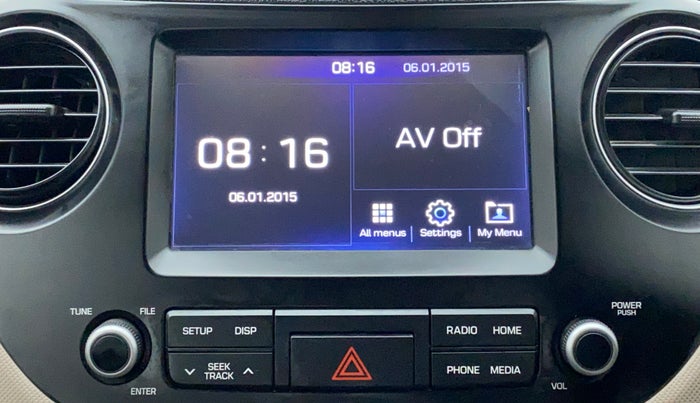 08:16 06.01.2015
08:16
06.01.2015
AV Off
All menus Settings My Menu
TUNE FILE
ENTER
SETUP DISP
SEEK
TRACK
RADIO HOME
PHONE MEDIA
POWER
PUSH
VOL